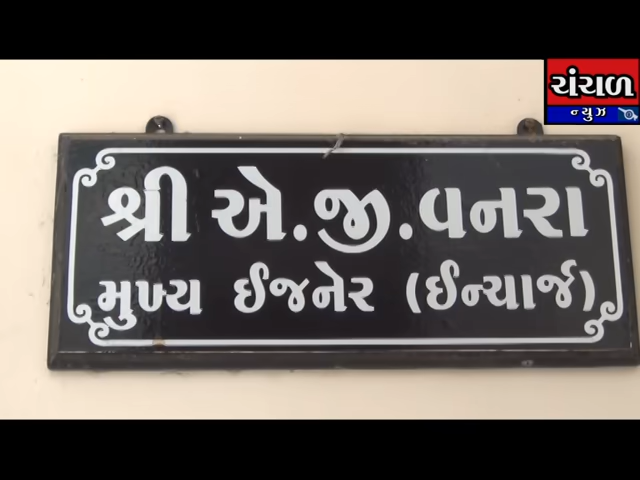 ચંચળ
ન્યુઝ
શ્રી એ.જી.વનરા
મુખ્ય ઈજનેર (ઈન્ચાર્જ)